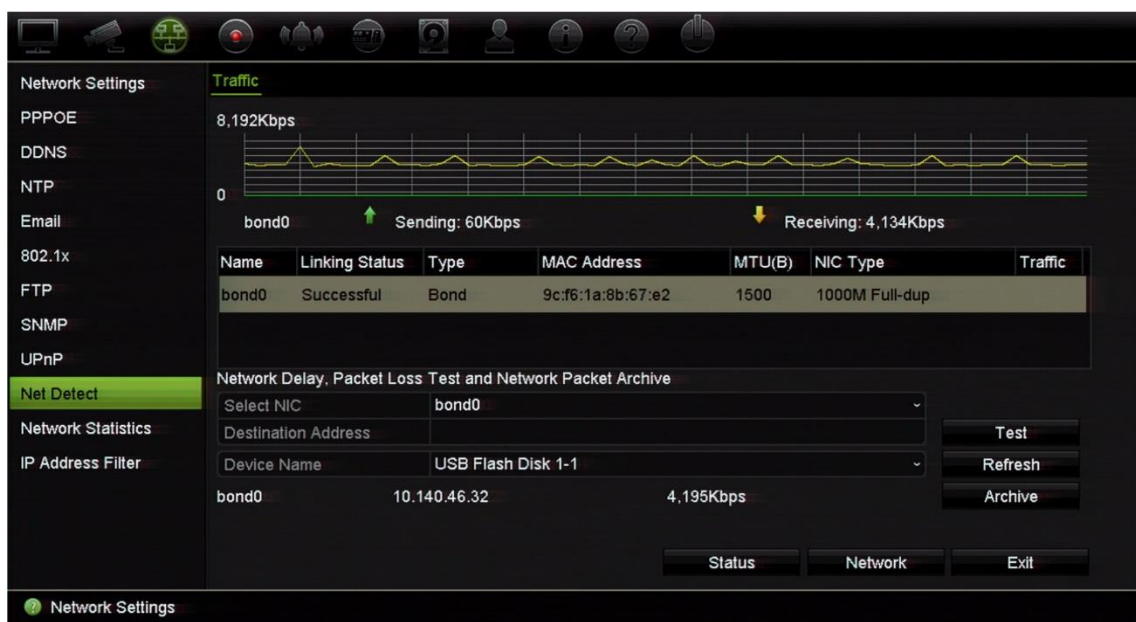 Network Settings
Traffic
PPPOE
8,192Kbps
DDNS
NTP
0
Email
bond0 Sending: 60Kbps Receiving: 4,134Kbps
802.1x
Name Linking Status Type MAC Address MTU(B) NIC Type Traffic
FTP
bond0 Successful Bond 9c:f6:1a:8b:67:e2 1500 1000M Full-dup
SNMP
UPnP
Network Delay, Packet Loss Test and Network Packet Archive
Net Detect
Select NIC bond0
Network Statistics
Destination Address Test
IP Address Filter
Device Name USB Flash Disk 1-1 Refresh
bond0 10.140.46.32 4,195Kbps Archive
Status Network Exit
? Network Settings